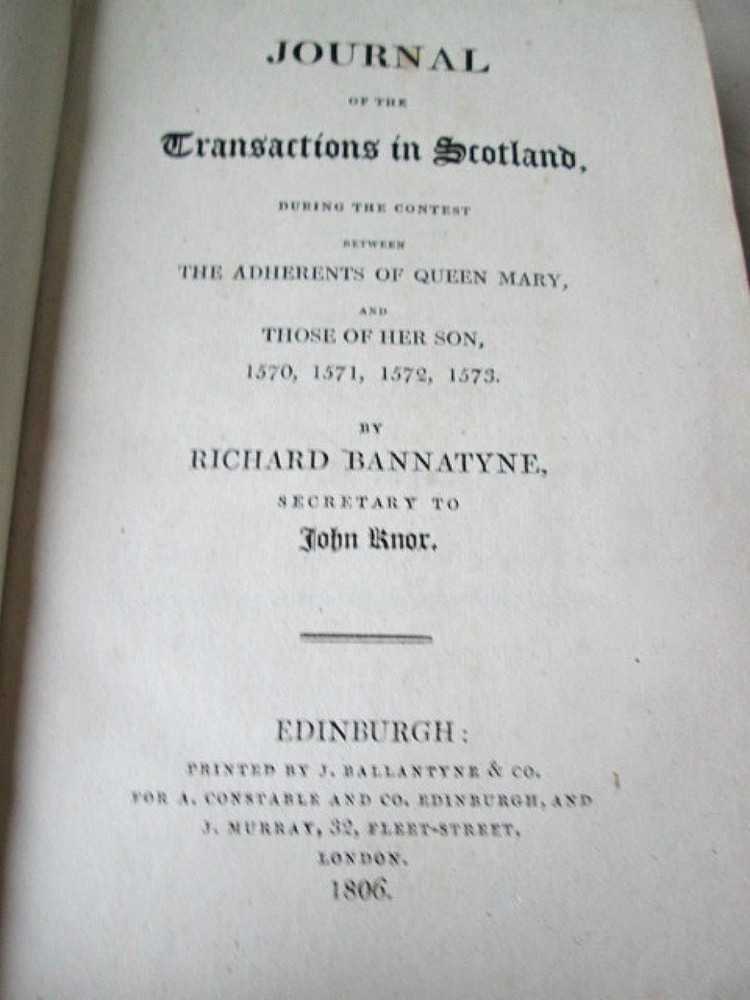 JOURNAL
OF THE
Transactions in Scotland,
DURING THE CONTEST
BETWEEN
THE ADHERENTS OF QUEEN MARY,
AND
THOSE OF HER SON,
1570, 1571, 1572, 1573.
BY
RICHARD BANNATYNE,
SECRETARY TO
John Knox.
EDINBURGH:
PRINTED BY J. BALLANTYNE & CO.
FOR A. CONSTABLE AND CO. EDINBURGH, AND
J. MURRAY, 32, FLEET-STREET,
LONDON.
1806.